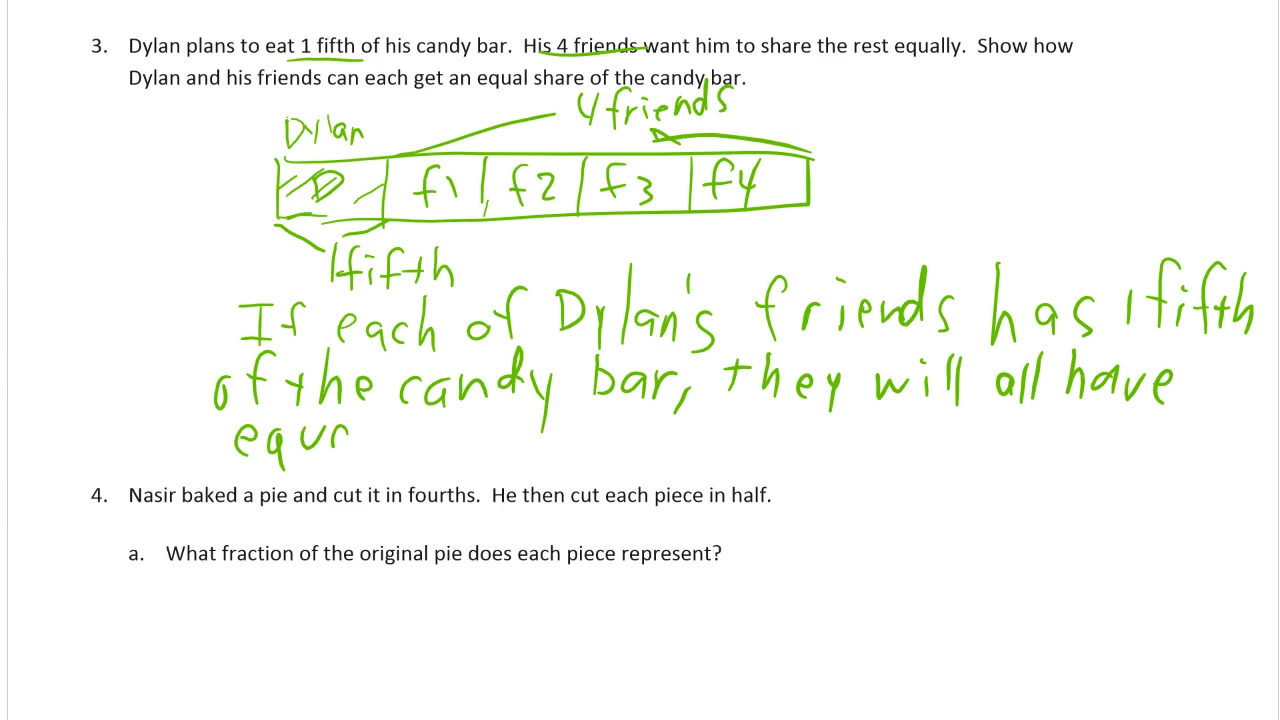 3. Dylan plans to eat 1 fifth of his candy bar. His 4 friends want him to share the rest equally. Show how
Dylan and his friends can each get an equal share of the candy bar.
4 friends
Dylan
D f1 f2 f3 f4
1 fifth
If each of Dylan's friends has 1 fifth
of the candy bar, they will all have
equ
4. Nasir baked a pie and cut it in fourths. He then cut each piece in half.
a. What fraction of the original pie does each piece represent?